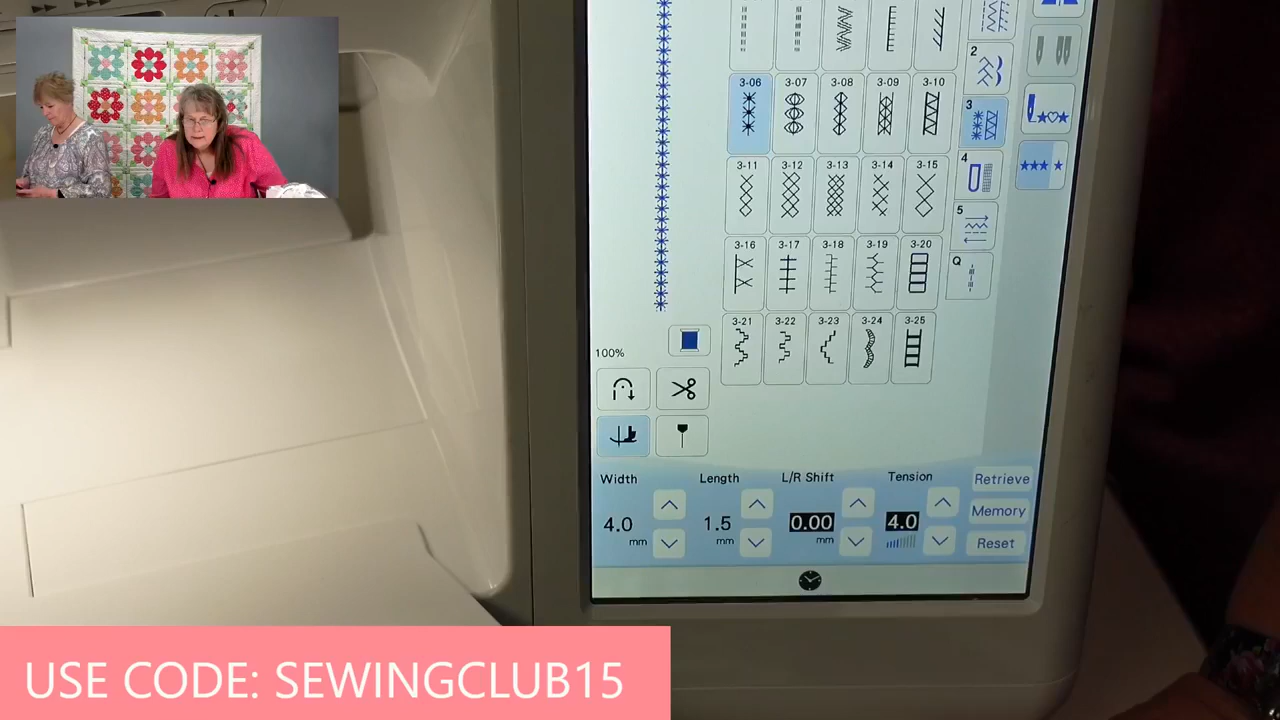 2
3-06 3-07 3-08 3-09 3-10
3
3-11 3-12 3-13 3-14 3-15
4
3-16 3-17 3-18 3-19 3-20
5
Q
3-21 3-22 3-23 3-24 3-25
100%
Width Length L/R Shift Tension Retrieve
4.0 1.5 0.00 4.0 Memory
mm mm mm Reset
USE CODE: SEWINGCLUB15